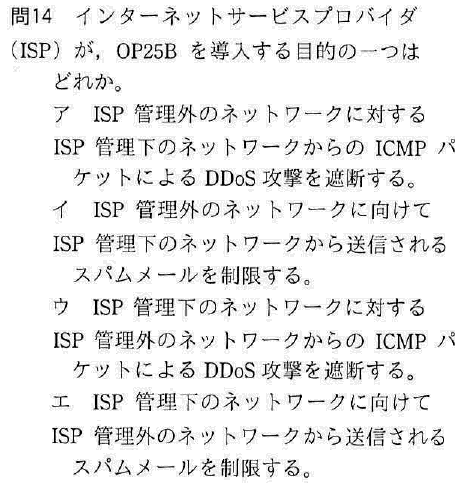 問14 インターネットサービスプロバイダ
(ISP) が, OP25B を導入する目的の一つは
どれか。
ア ISP 管理外のネットワークに対する
ISP 管理下のネットワークからの ICMP パ
ケットによる DDoS 攻撃を遮断する。
イ ISP 管理外のネットワークに向けて
ISP 管理下のネットワークから送信される
スパムメールを制限する。
ウ ISP 管理下のネットワークに対する
ISP 管理外のネットワークからの ICMP パ
ケットによる DDoS 攻撃を遮断する。
エ ISP 管理下のネットワークに向けて
ISP 管理外のネットワークから送信される
スパムメールを制限する。